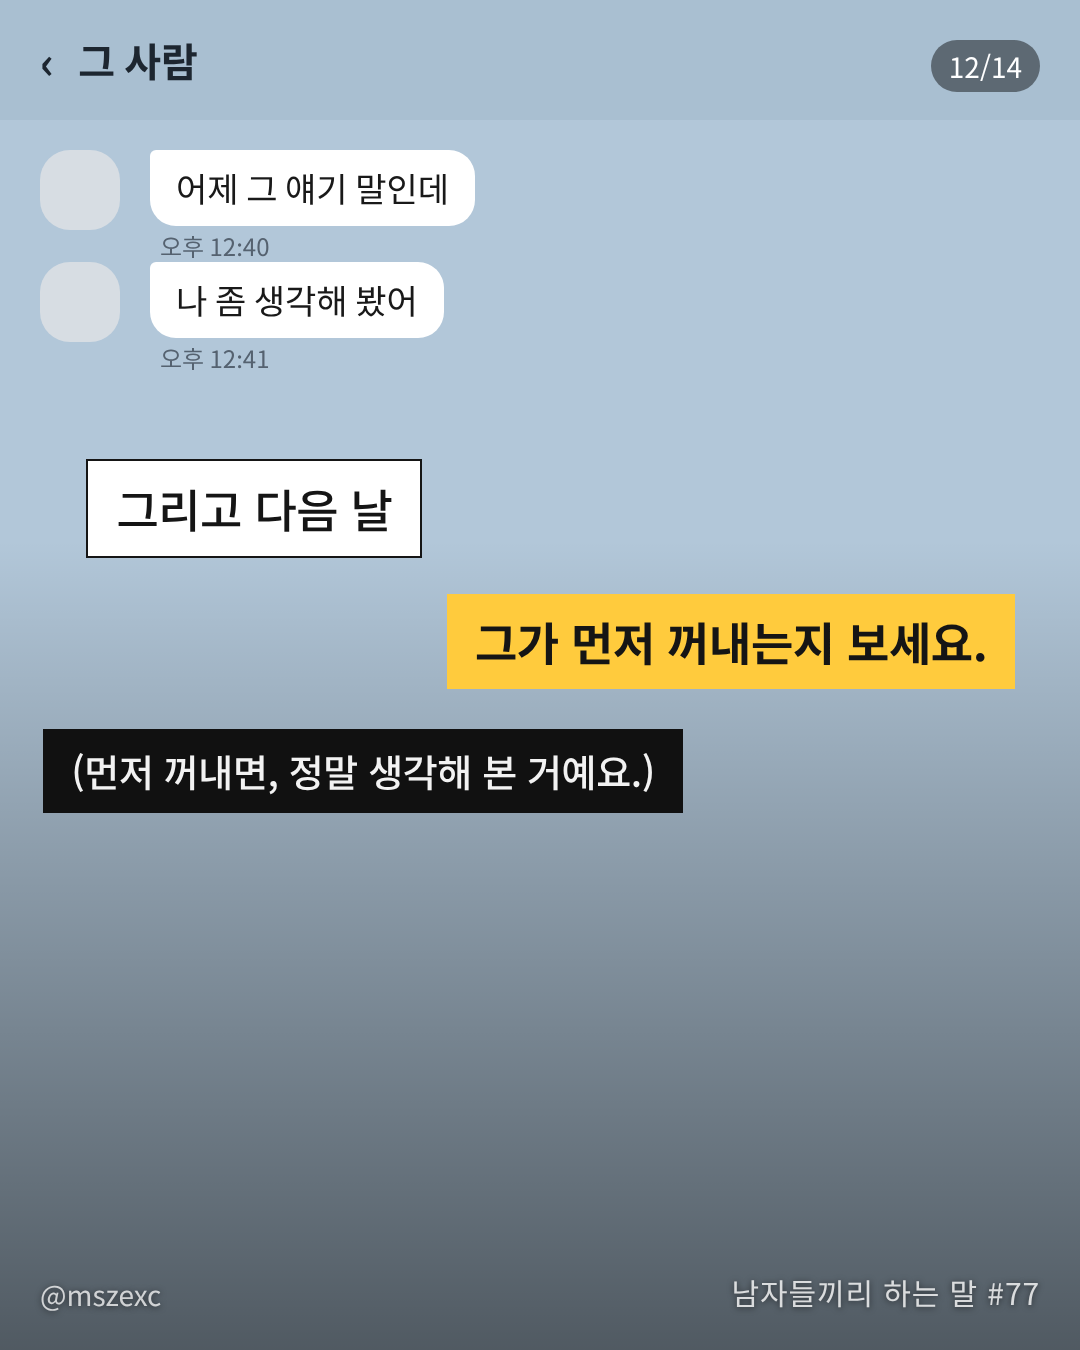 ‹ 그 사람
12/14
어제 그 얘기 말인데
오후 12:40
나 좀 생각해 봤어
오후 12:41
그리고 다음 날
그가 먼저 꺼내는지 보세요.
(먼저 꺼내면, 정말 생각해 본 거예요.)
@mszexc
남자들끼리 하는 말 #77